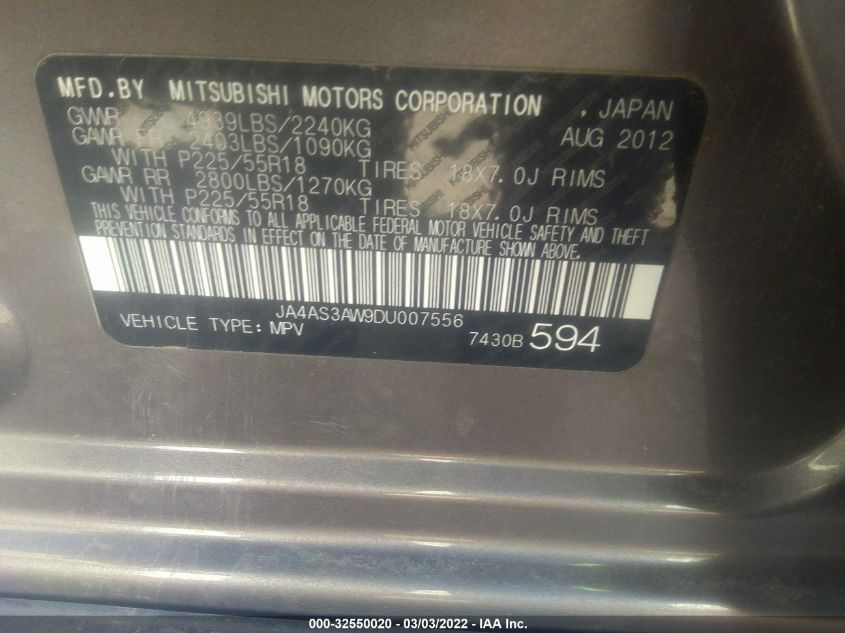 MFD.BY MITSUBISHI MOTORS CORPORATION , JAPAN
GVWR 4939LBS/2240KG AUG 2012
GAWR FR 2403LBS/1090KG
WITH P225/55R18 TIRES 18X7.0J RIMS
GAWR RR 2800LBS/1270KG
WITH P225/55R18 TIRES 18X7.0J RIMS
THIS VEHICLE CONFORMS TO ALL APPLICABLE FEDERAL MOTOR VEHICLE SAFETY AND THEFT
PREVENTION STANDARDS IN EFFECT ON THE DATE OF MANUFACTURE SHOWN ABOVE.
JA4AS3AW9DU007556
VEHICLE TYPE:MPV 7430B 594
000-32550020 - 03/03/2022 - IAA Inc.